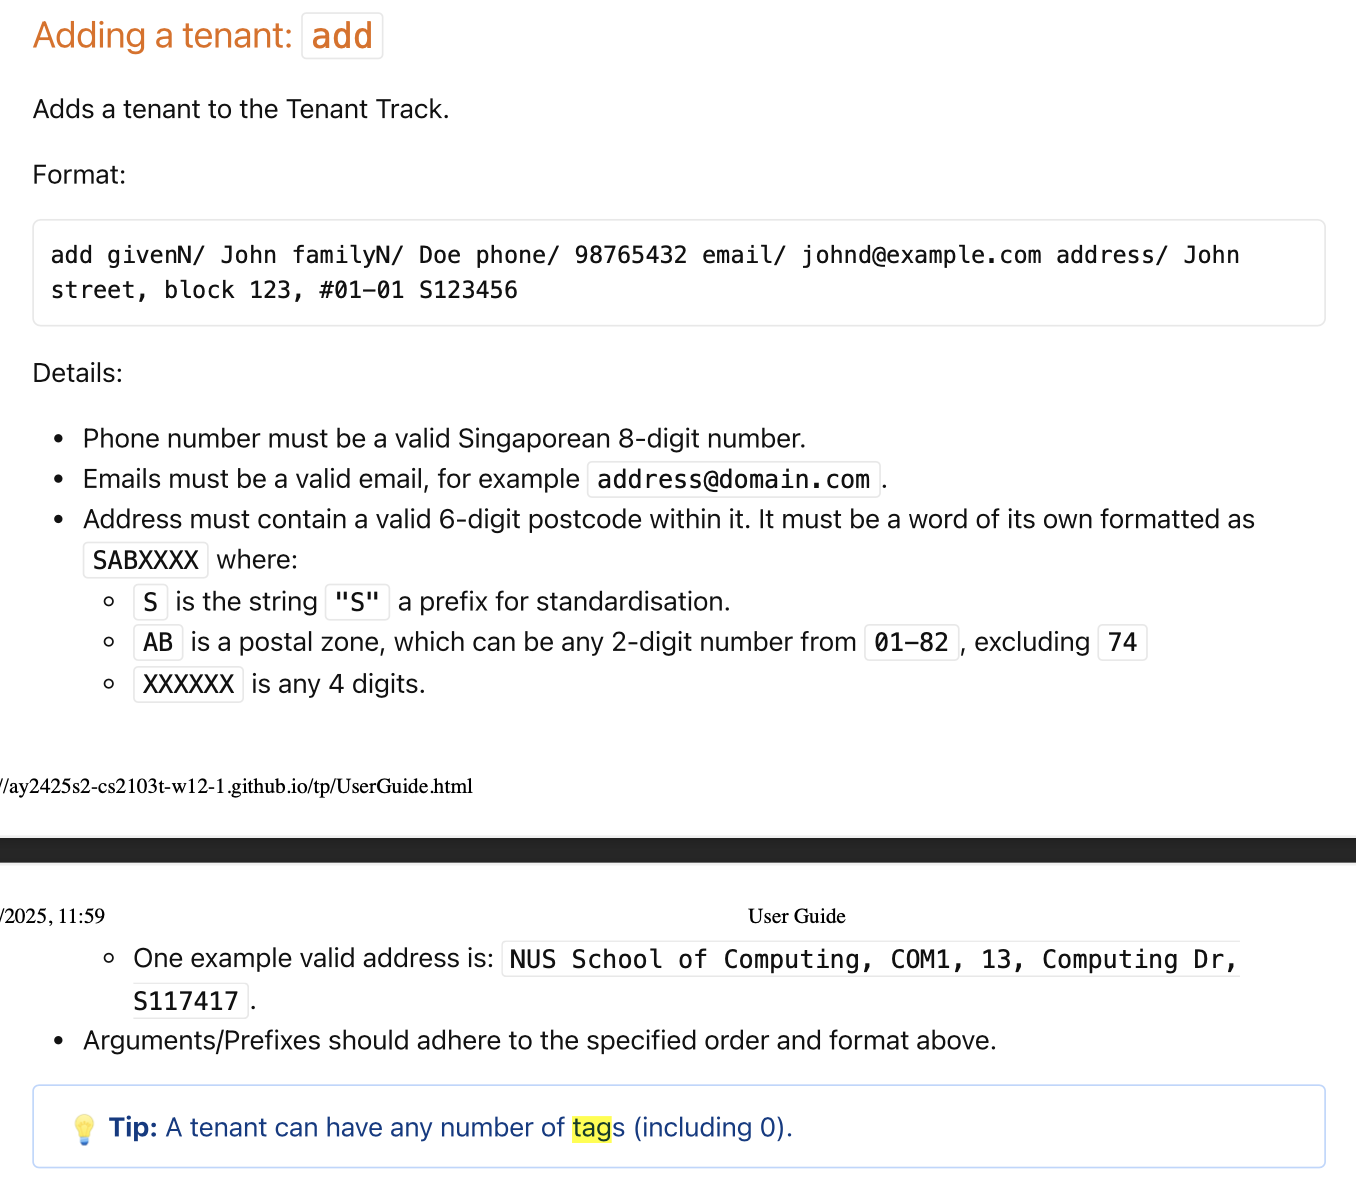 Adding a tenant: add
Adds a tenant to the Tenant Track.
Format:
add givenN/ John familyN/ Doe phone/ 98765432 email/ johnd@example.com address/ John
street, block 123, #01-01 S123456
Details:
• Phone number must be a valid Singaporean 8-digit number.
• Emails must be a valid email, for example address@domain.com.
• Address must contain a valid 6-digit postcode within it. It must be a word of its own formatted as
SABXXXX where:
◦ S is the string "S" a prefix for standardisation.
◦ AB is a postal zone, which can be any 2-digit number from 01-82, excluding 74
◦ XXXXXX is any 4 digits.
//ay2425s2-cs2103t-w12-1.github.io/tp/UserGuide.html
/2025, 11:59 User Guide
◦ One example valid address is: NUS School of Computing, COM1, 13, Computing Dr,
S117417.
• Arguments/Prefixes should adhere to the specified order and format above.
💡 Tip: A tenant can have any number of tags (including 0).